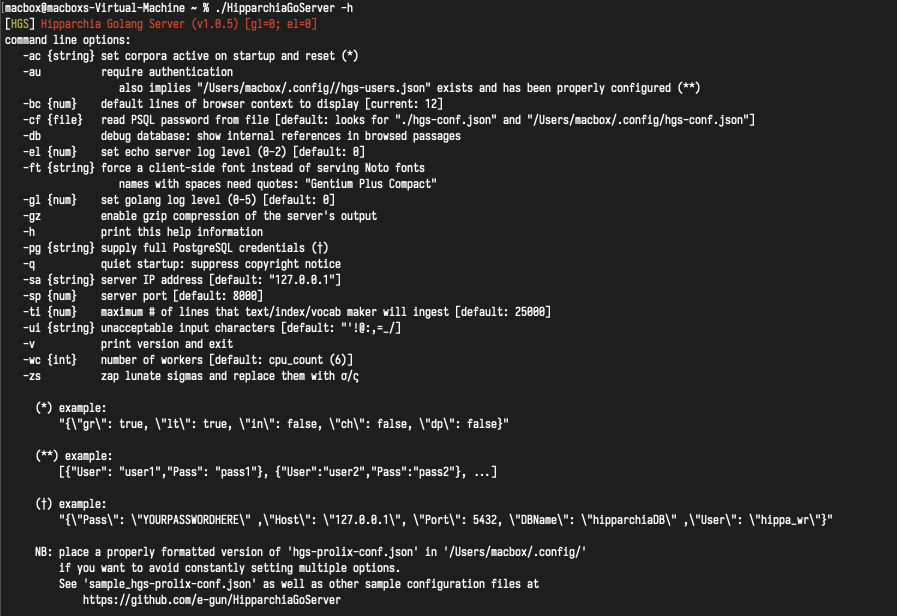 macbox@macboxs-Virtual-Machine ~ % ./HipparchiaGoServer -h
[HGS] Hipparchia Golang Server (v1.0.5) [gl=0; el=0]
command line options:
   -ac {string} set corpora active on startup and reset (*)
   -au          require authentication
                   also implies "/Users/macbox/.config//hgs-users.json" exists and has been properly configured (**)
   -bc {num}    default lines of browser context to display [current: 12]
   -cf {file}   read PSQL password from file [default: looks for "./hgs-conf.json" and "/Users/macbox/.config/hgs-conf.json"]
   -db          debug database: show internal references in browsed passages
   -el {num}    set echo server log level (0-2) [default: 0]
   -ft {string} force a client-side font instead of serving Noto fonts
                   names with spaces need quotes: "Gentium Plus Compact"
   -gl {num}    set golang log level (0-5) [default: 0]
   -gz          enable gzip compression of the server's output
   -h           print this help information
   -pg {string} supply full PostgreSQL credentials (†)
   -q           quiet startup: suppress copyright notice
   -sa {string} server IP address [default: "127.0.0.1"]
   -sp {num}    server port [default: 8000]
   -ti {num}    maximum # of lines that text/index/vocab maker will ingest [default: 25000]
   -ui {string} unacceptable input characters [default: "'!@:,=_/]
   -v           print version and exit
   -wc {int}    number of workers [default: cpu_count (6)]
   -zs          zap lunate sigmas and replace them with σ/ς
     (*) example:
         "{\"gr\": true, \"lt\": true, \"in\": false, \"ch\": false, \"dp\": false}"
     (**) example:
         [{"User": "user1","Pass": "pass1"}, {"User":"user2","Pass":"pass2"}, ...]
     (†) example:
         "{\"Pass\": \"YOURPASSWORDHERE\" ,\"Host\": \"127.0.0.1\", \"Port\": 5432, \"DBName\": \"hipparchiaDB\" ,\"User\": \"hippa_wr\"}"
     NB: place a properly formatted version of 'hgs-prolix-conf.json' in '/Users/macbox/.config/'
         if you want to avoid constantly setting multiple options.
         See 'sample_hgs-prolix-conf.json' as well as other sample configuration files at
             https://github.com/e-gun/HipparchiaGoServer